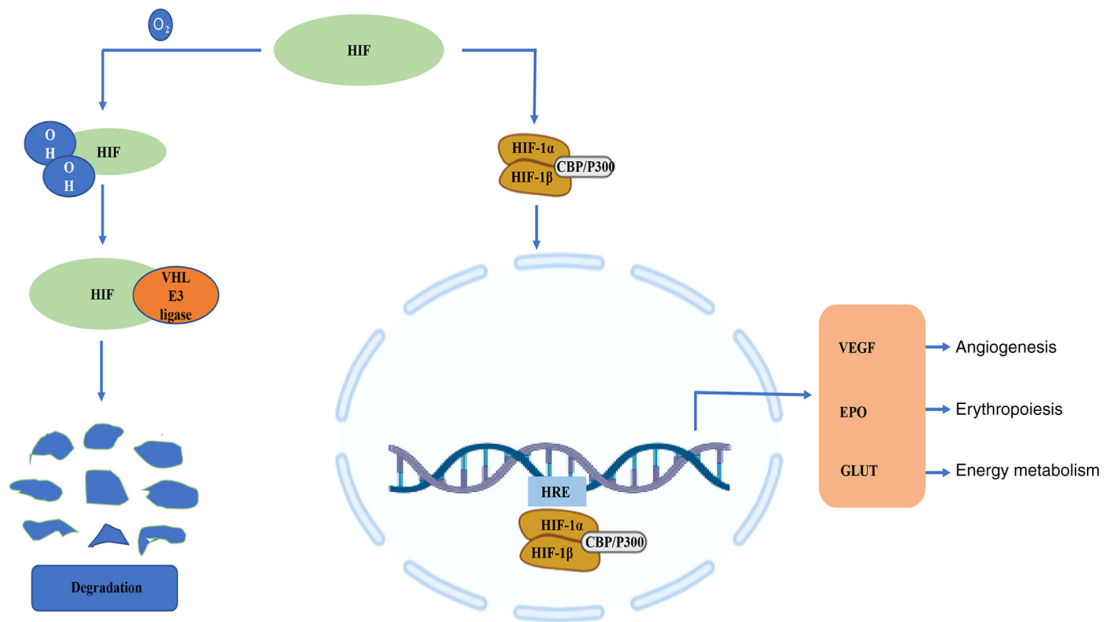 O₂
HIF
O
H
O
H
HIF
HIF-1α
HIF-1β
CBP/P300
HIF
VHL
E3
ligase
VEGF
Angiogenesis
EPO
Erythropoiesis
GLUT
Energy metabolism
HRE
HIF-1α
HIF-1β
CBP/P300
Degradation